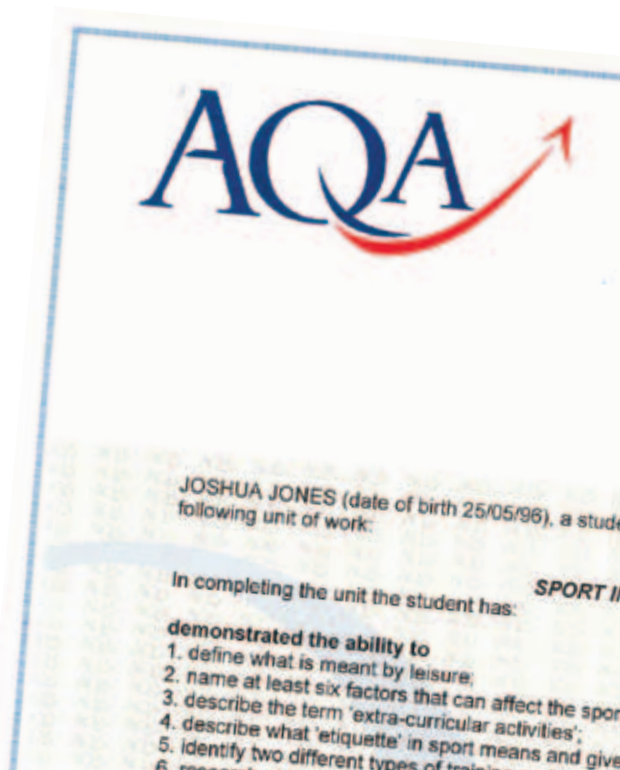 AQA
JOSHUA JONES (date of birth 25/05/96), a stude
following unit of work:
SPORT I
In completing the unit the student has:
demonstrated the ability to
1. define what is meant by leisure;
2. name at least six factors that can affect the spor
3. describe the term 'extra-curricular activities';
4. describe what 'etiquette' in sport means and give
5. identify two different types of
6.